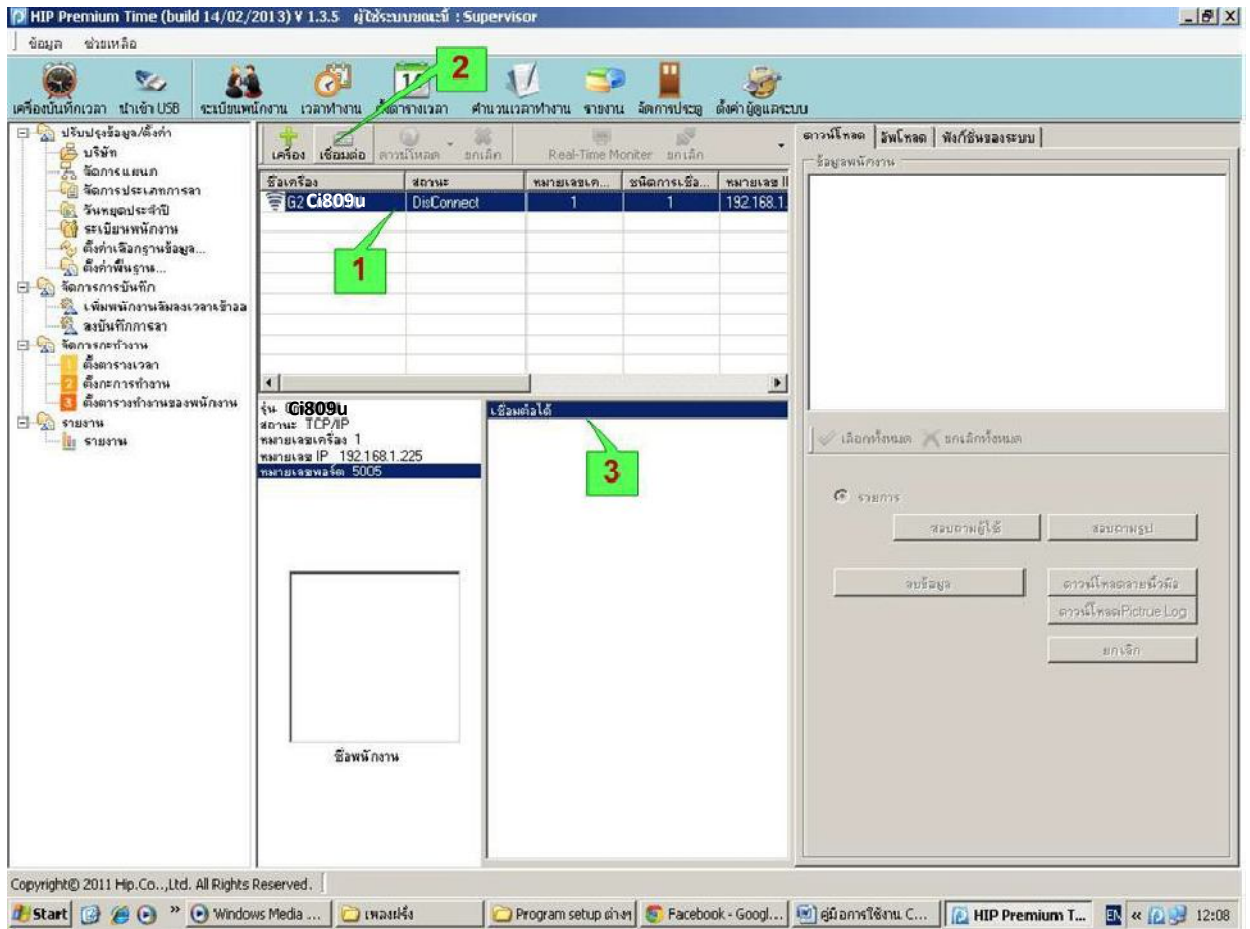 HIP Premium Time (build 14/02/2013) V 1.3.5 ผู้ใช้ระบบขณะนี้ : Supervisor
ข้อมูล ช่วยเหลือ
2
เครื่องบันทึกเวลา นำเข้า USB ระเบียนพนักงาน เวลาทำงาน ตั้งตารางเวลา คำนวนเวลาทำงาน รายงาน จัดการประตู ตั้งค่าผู้ดูแลระบบ
ปรับปรุงข้อมูล/ตั้งค่า
บริษัท
จัดการแผนก
จัดการประเภทการลา
วันหยุดประจำปี
ระเบียนพนักงาน
ตั้งค่าเลือกฐานข้อมูล...
ตั้งค่าพื้นฐาน...
จัดการการบันทึก
เพิ่มพนักงานลืมลงเวลาเข้าออ
ลงบันทึกการลา
จัดการกะทำงาน
1 ตั้งตารางเวลา
2 ตั้งกะการทำงาน
3 ตั้งตารางทำงานของพนักงาน
รายงาน
รายงาน
เครื่อง เชื่อมต่อ ดาวน์โหลด ยกเลิก Real-Time Moniter ยกเลิก
ชื่อเครื่อง สถานะ หมายเลขเค... ชนิดการเชื่อ... หมายเลข II
G2 Ci809u DisConnect 1 1 192.168.1.
1
รุ่น Ci809u
สถานะ TCP/IP
หมายเลขเครื่อง 1
หมายเลข IP 192.168.1.225
หมายเลขพอร์ต 5005
ชื่อพนักงาน
เชื่อมต่อได้
3
ดาวน์โหลด อัพโหลด ฟังก์ชั่นของระบบ
ข้อมูลพนักงาน
เลือกทั้งหมด ยกเลิกทั้งหมด
รายการ
สอบถามผู้ใช้ สอบถามรูป
ลบข้อมูล ดาวน์โหลดลายนิ้วมือ
ดาวน์โหลดPictrue Log
ยกเลิก
Copyright© 2011 Hip.Co..,Ltd. All Rights Reserved.
Start » Windows Media ... เพลงฝรั่ง Program setup ต่างๆ Facebook - Googl... คู่มือการใช้งาน C... HIP Premium T... EN « 12:08